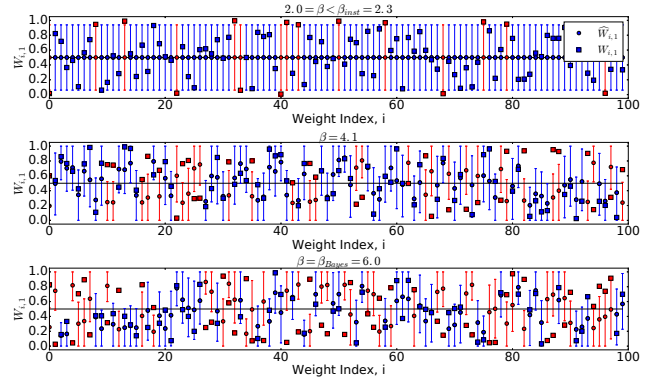 2.0 = β < β_inst = 2.3
W_{i,1}
1.0
0.8
0.6
0.4
0.2
0.0
Ŵ_{i,1}
W_{i,1}
0 20 40 60 80 100
Weight Index, i
β = 4.1
W_{i,1}
1.0
0.8
0.6
0.4
0.2
0.0
0 20 40 60 80 100
Weight Index, i
β = β_Bayes = 6.0
W_{i,1}
1.0
0.8
0.6
0.4
0.2
0.0
0 20 40 60 80 100
Weight Index, i